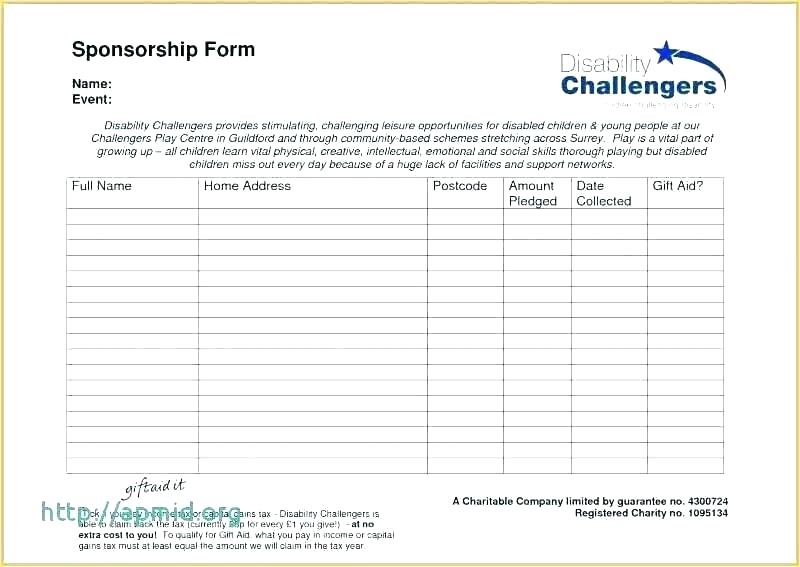 Sponsorship Form
Disability
Challengers
Name:
Event:
Disability Challengers provides stimulating, challenging leisure opportunities for disabled children & young people at our
Challengers Play Centre in Guildford and through community-based schemes stretching across Surrey. Play is a vital part of
growing up – all children learn vital physical, creative, intellectual, emotional and social skills thorough playing but disabled
children miss out every day because of a huge lack of facilities and support networks.
Full Name Home Address Postcode Amount Pledged Date Collected Gift Aid?
giftaid it
http://apmid.org
tax or capital gains tax - Disability Challengers is
able to claim back the tax (currently for every £1 you give!) - at no
extra cost to you! To qualify for Gift Aid, what you pay in income or capital
gains tax must at least equal the amount we will claim in the tax year
A Charitable Company limited by guarantee no. 4300724
Registered Charity no. 1095134